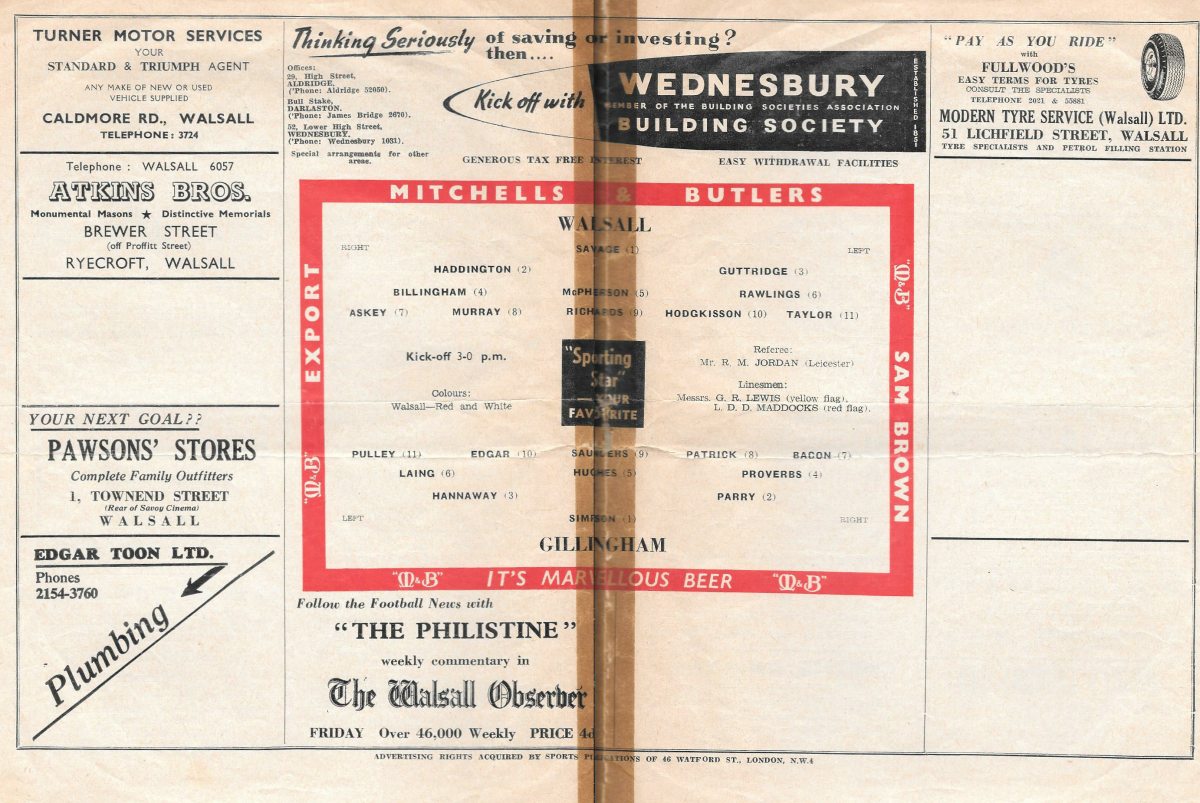 TURNER MOTOR SERVICES
YOUR
STANDARD & TRIUMPH AGENT
ANY MAKE OF NEW OR USED
VEHICLE SUPPLIED
CALDMORE RD., WALSALL
TELEPHONE: 3724
Telephone : WALSALL 6057
ATKINS BROS.
Monumental Masons ★ Distinctive Memorials
BREWER STREET
(off Proffitt Street)
RYECROFT, WALSALL
YOUR NEXT GOAL??
PAWSONS' STORES
Complete Family Outfitters
1, TOWNEND STREET
(Rear of Savoy Cinema)
WALSALL
EDGAR TOON LTD.
Phones
2154-3760
Plumbing
Thinking Seriously of saving or investing?
then....
Offices:
29, High Street,
ALDRIDGE.
('Phone: Aldridge 52050).
Bull Stake,
DARLASTON.
('Phone: James Bridge 2670).
52, Lower High Street,
WEDNESBURY.
('Phone: Wednesbury 1031).
Special arrangements for other
areas.
Kick off with
WEDNESBURY
MEMBER OF THE BUILDING SOCIETIES ASSOCIATION
BUILDING SOCIETY
ESTABLISHED 1851
GENEROUS TAX FREE INTEREST EASY WITHDRAWAL FACILITIES
MITCHELLS & BUTLERS
EXPORT
"M&B"
"M&B"
SAM BROWN
WALSALL
RIGHT SAVAGE (1) LEFT
HADDINGTON (2) GUTTRIDGE (3)
BILLINGHAM (4) McPHERSON (5) RAWLINGS (6)
ASKEY (7) MURRAY (8) RICHARDS (9) HODGKISSON (10) TAYLOR (11)
Kick-off 3-0 p.m.
Colours:
Walsall—Red and White
"Sporting
Star"
— YOUR
FAVOURITE
Referee:
Mr. R. M. JORDAN (Leicester)
Linesmen:
Messrs. G. R. LEWIS (yellow flag),
L. D. D. MADDOCKS (red flag).
PULLEY (11) EDGAR (10) SAUNDERS (9) PATRICK (8) BACON (7)
LAING (6) HUGHES (5) PROVERBS (4)
HANNAWAY (3) PARRY (2)
LEFT SIMPSON (1) RIGHT
GILLINGHAM
"M&B" IT'S MARVELLOUS BEER "M&B"
Follow the Football News with
"THE PHILISTINE"
weekly commentary in
The Walsall Observer
FRIDAY Over 46,000 Weekly PRICE 4d
"PAY AS YOU RIDE"
with
FULLWOOD'S
EASY TERMS FOR TYRES
CONSULT THE SPECIALISTS
TELEPHONE 2021 & 55881
MODERN TYRE SERVICE (Walsall) LTD.
51 LICHFIELD STREET, WALSALL
TYRE SPECIALISTS AND PETROL FILLING STATION
ADVERTISING RIGHTS ACQUIRED BY SPORTS PUBLICATIONS OF 46 WATFORD ST., LONDON, N.W.4